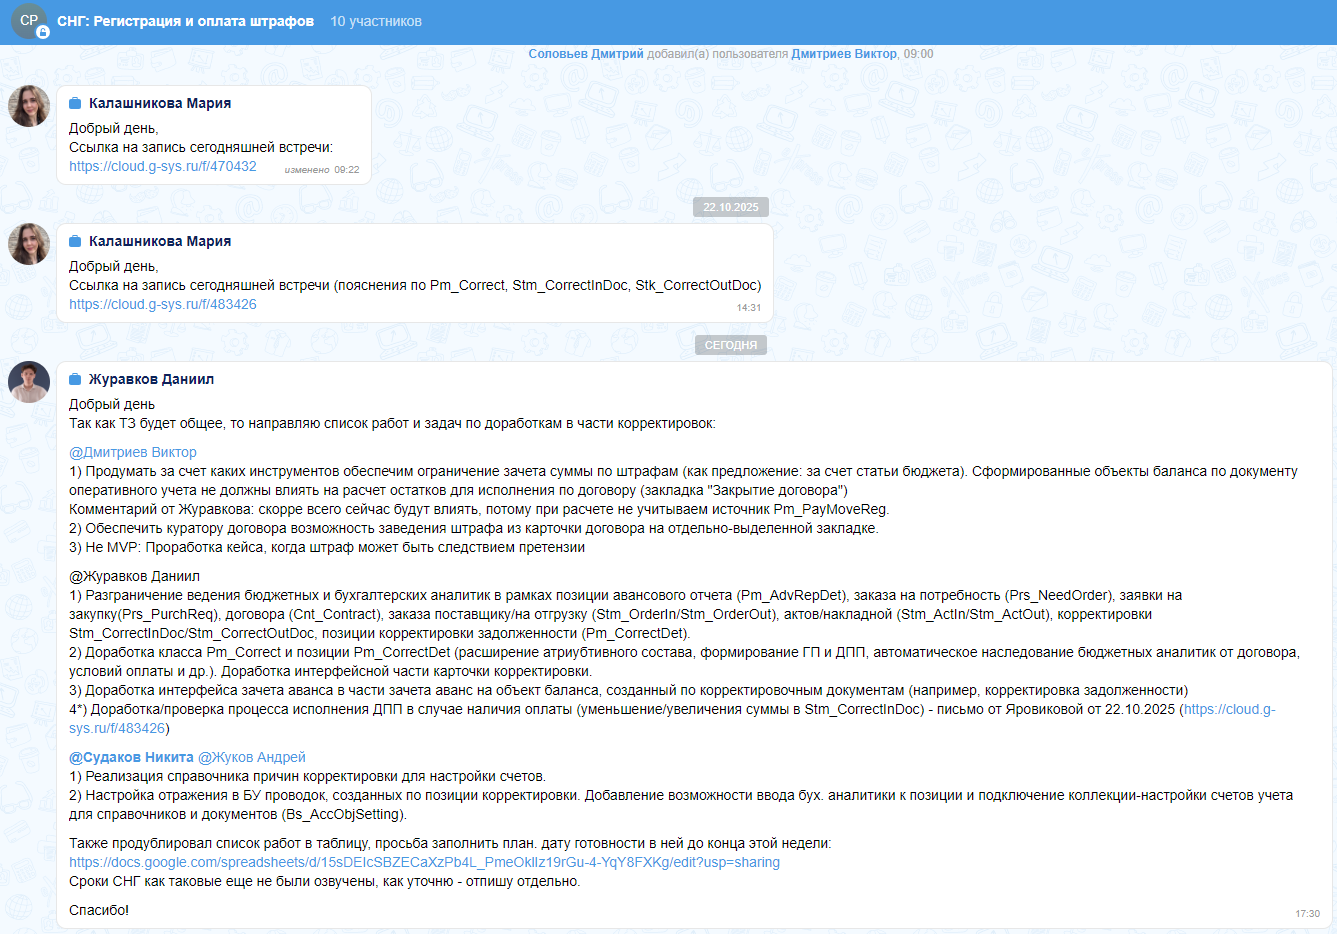 СР
СНГ: Регистрация и оплата штрафов 10 участников
Соловьев Дмитрий добавил(а) пользователя Дмитриев Виктор, 09:00
Калашникова Мария
Добрый день,
Ссылка на запись сегодняшней встречи:
https://cloud.g-sys.ru/f/470432 изменено 09:22
22.10.2025
Калашникова Мария
Добрый день,
Ссылка на запись сегодняшней встречи (пояснения по Pm_Correct, Stm_CorrectInDoc, Stk_CorrectOutDoc)
https://cloud.g-sys.ru/f/483426
14:31
СЕГОДНЯ
Журавков Даниил
Добрый день
Так как ТЗ будет общее, то направляю список работ и задач по доработкам в части корректировок:
@Дмитриев Виктор
1) Продумать за счет каких инструментов обеспечим ограничение зачета суммы по штрафам (как предложение: за счет статьи бюджета). Сформированные объекты баланса по документу
оперативного учета не должны влиять на расчет остатков для исполнения по договору (закладка "Закрытие договора")
Комментарий от Журавкова: скорре всего сейчас будут влиять, потому при расчете не учитываем источник Pm_PayMoveReg.
2) Обеспечить куратору договора возможность заведения штрафа из карточки договора на отдельно-выделенной закладке.
3) Не MVP: Проработка кейса, когда штраф может быть следствием претензии
@Журавков Даниил
1) Разграничение ведения бюджетных и бухгалтерских аналитик в рамках позиции авансового отчета (Pm_AdvRepDet), заказа на потребность (Prs_NeedOrder), заявки на
закупку(Prs_PurchReq), договора (Cnt_Contract), заказа поставщику/на отгрузку (Stm_OrderIn/Stm_OrderOut), актов/накладной (Stm_ActIn/Stm_ActOut), корректировки
Stm_CorrectInDoc/Stm_CorrectOutDoc, позиции корректировки задолженности (Pm_CorrectDet).
2) Доработка класса Pm_Correct и позиции Pm_CorrectDet (расширение атриубтивного состава, формирование ГП и ДПП, автоматическое наследование бюджетных аналитик от договора,
условий оплаты и др.). Доработка интерфейсной части карточки корректировки.
3) Доработка интерфейса зачета аванса в части зачета аванс на объект баланса, созданный по корректировочным документам (например, корректировка задолженности)
4*) Доработка/проверка процесса исполнения ДПП в случае наличия оплаты (уменьшение/увеличения суммы в Stm_CorrectInDoc) - письмо от Яровиковой от 22.10.2025 (https://cloud.g-
sys.ru/f/483426)
@Судаков Никита @Жуков Андрей
1) Реализация справочника причин корректировки для настройки счетов.
2) Настройка отражения в БУ проводок, созданных по позиции корректировки. Добавление возможности ввода бух. аналитики к позиции и подключение коллекции-настройки счетов учета
для справочников и документов (Bs_AccObjSetting).
Также продублировал список работ в таблицу, просьба заполнить план. дату готовности в ней до конца этой недели:
https://docs.google.com/spreadsheets/d/15sDEIcSBZECaXzPb4L_PmeOklIz19rGu-4-YqY8FXKg/edit?usp=sharing
Сроки СНГ как таковые еще не были озвучены, как уточню - отпишу отдельно.
Спасибо!
17:30